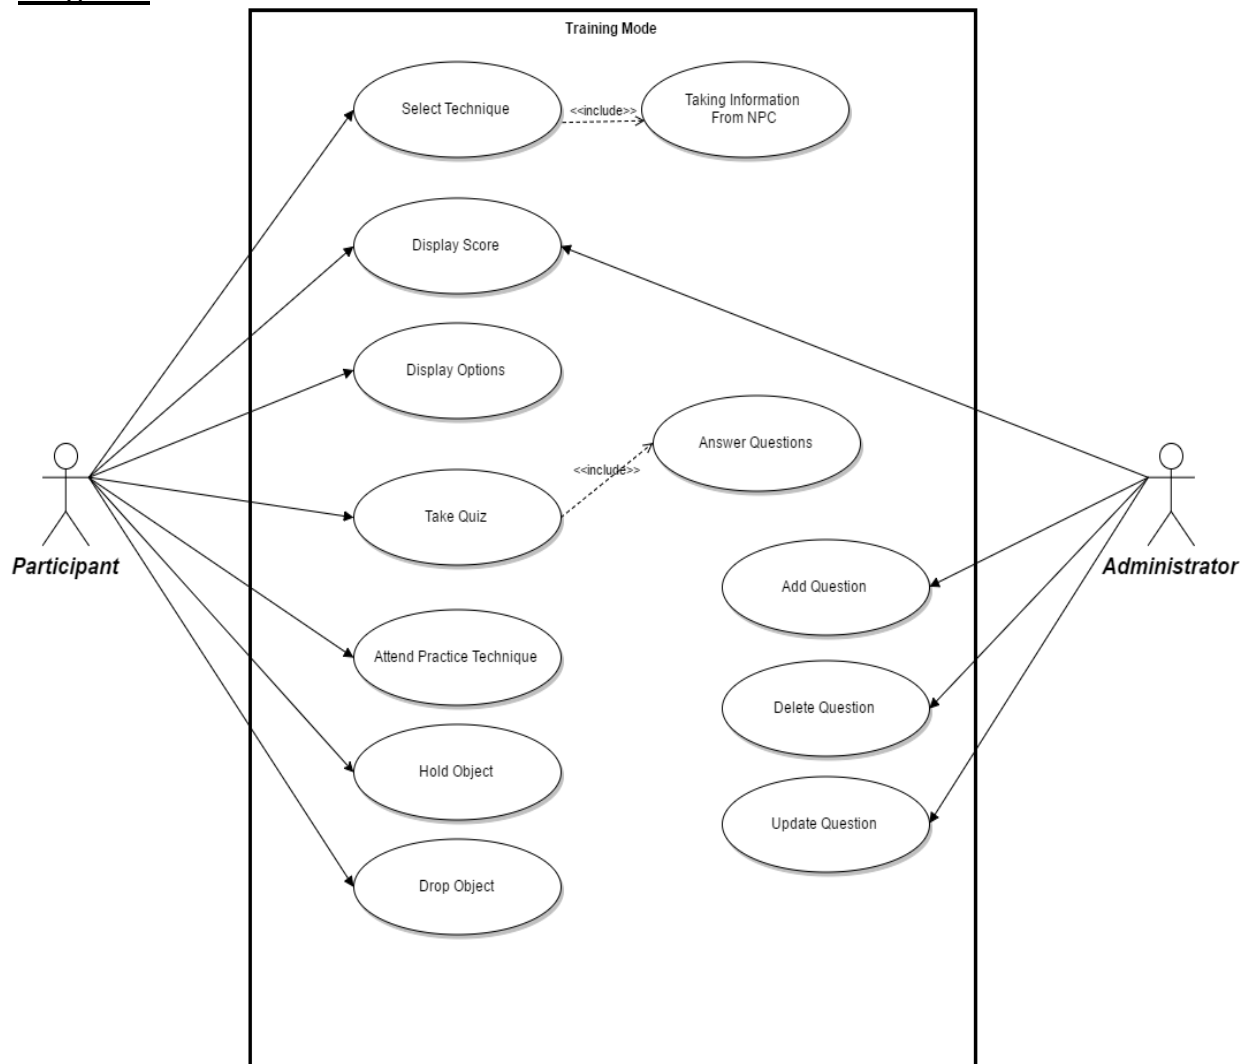 Training Mode
Select Technique
<<include>>
Taking Information
From NPC
Display Score
Display Options
Answer Questions
<<include>>
Take Quiz
Participant
Administrator
Add Question
Attend Practice Technique
Delete Question
Hold Object
Update Question
Drop Object